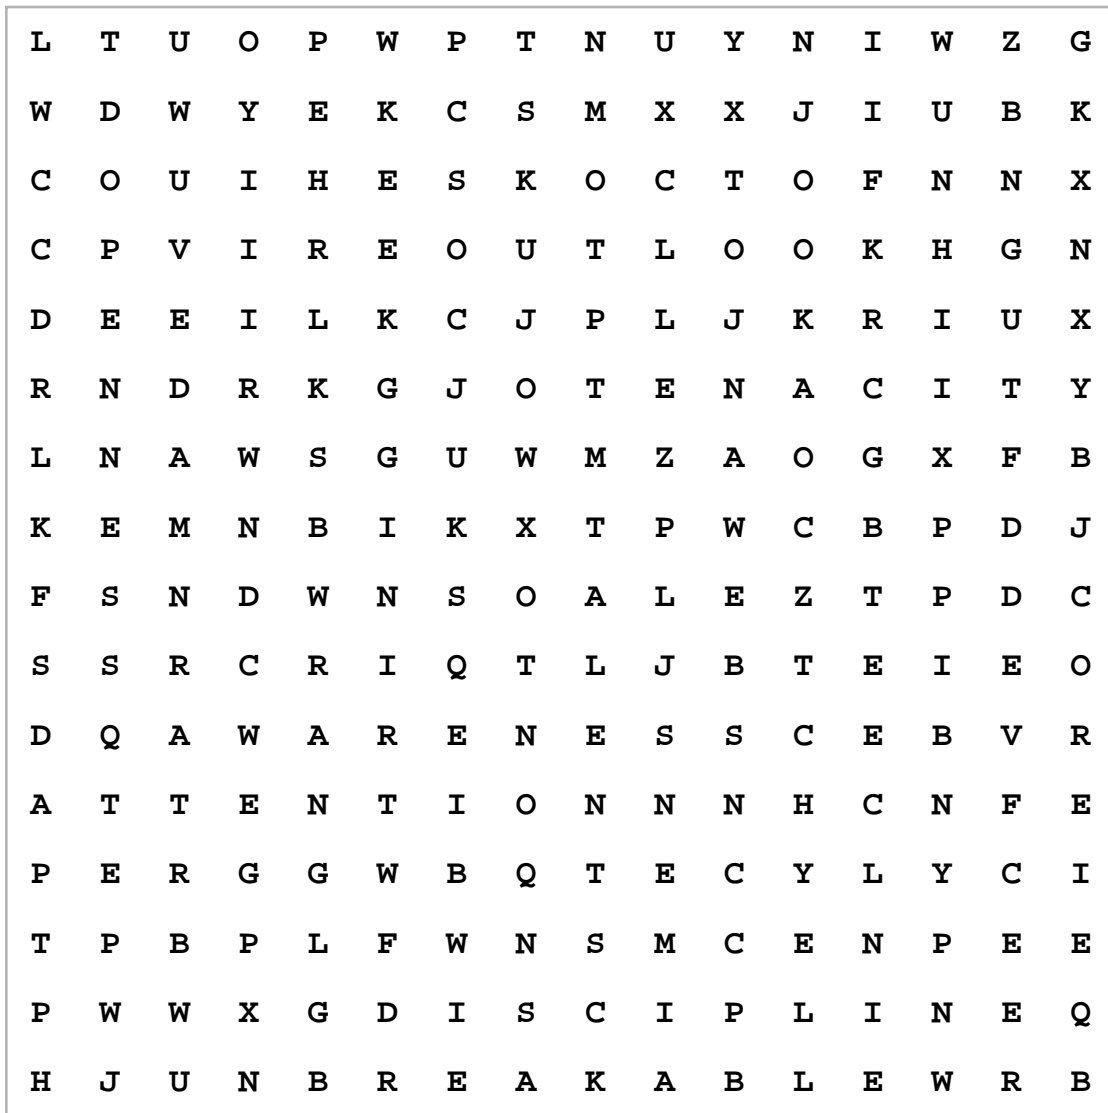 L T U O P W P T N U Y N I W Z G
W D W Y E K C S M X X J I U B K
C O U I H E S K O C T O F N N X
C P V I R E O U T L O O K H G N
D E E I L K C J P L J K R I U X
R N D R K G J O T E N A C I T Y
L N A W S G U W M Z A O G X F B
K E M N B I K X T P W C B P D J
F S N D W N S O A L E Z T P D C
S S R C R I Q T L J B T E I E O
D Q A W A R E N E S S C E B V R
A T T E N T I O N N N H C N F E
P E R G G W B Q T E C Y L Y C I
T P B P L F W N S M C E N P E E
P W W X G D I S C I P L I N E Q
H J U N B R E A K A B L E W R B